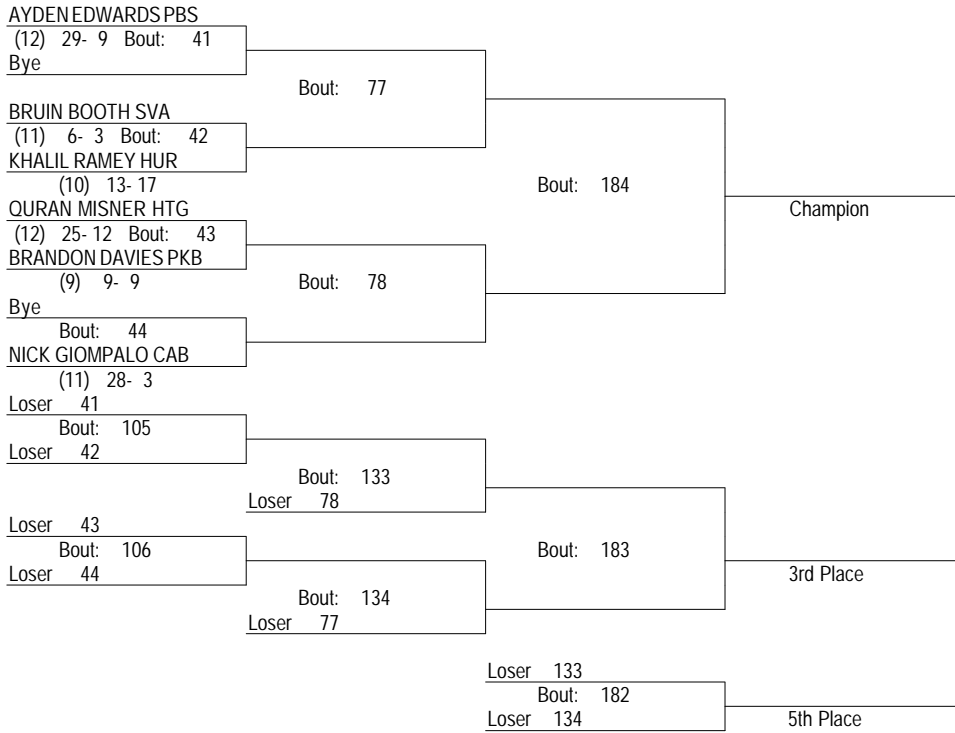 AYDEN EDWARDS PBS
(12) 29- 9 Bout: 41
Bye
Bout: 77
BRUIN BOOTH SVA
(11) 6- 3 Bout: 42
KHALIL RAMEY HUR
(10) 13- 17
Bout: 184
QURAN MISNER HTG
Champion
(12) 25- 12 Bout: 43
BRANDON DAVIES PKB
(9) 9- 9
Bout: 78
Bye
Bout: 44
NICK GIOMPALO CAB
(11) 28- 3
Loser 41
Bout: 105
Loser 42
Bout: 133
Loser 78
Loser 43
Bout: 106
Bout: 183
Loser 44
3rd Place
Bout: 134
Loser 77
Loser 133
Bout: 182
Loser 134
5th Place